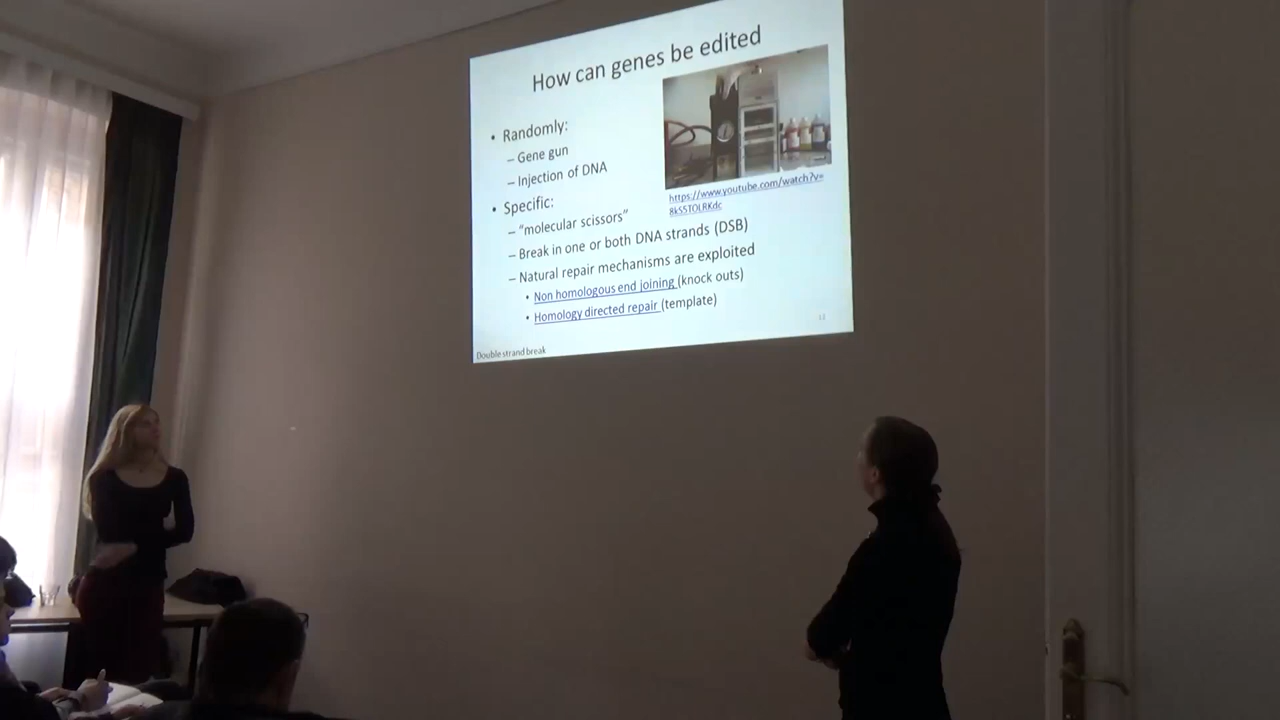 How can genes be edited
• Randomly:
– Gene gun
– Injection of DNA
https://www.youtube.com/watch?v=
8kS5TOLRKdc
• Specific:
– “molecular scissors”
– Break in one or both DNA strands (DSB)
– Natural repair mechanisms are exploited
• Non homologous end joining (knock outs)
• Homology directed repair (template)
Double strand break